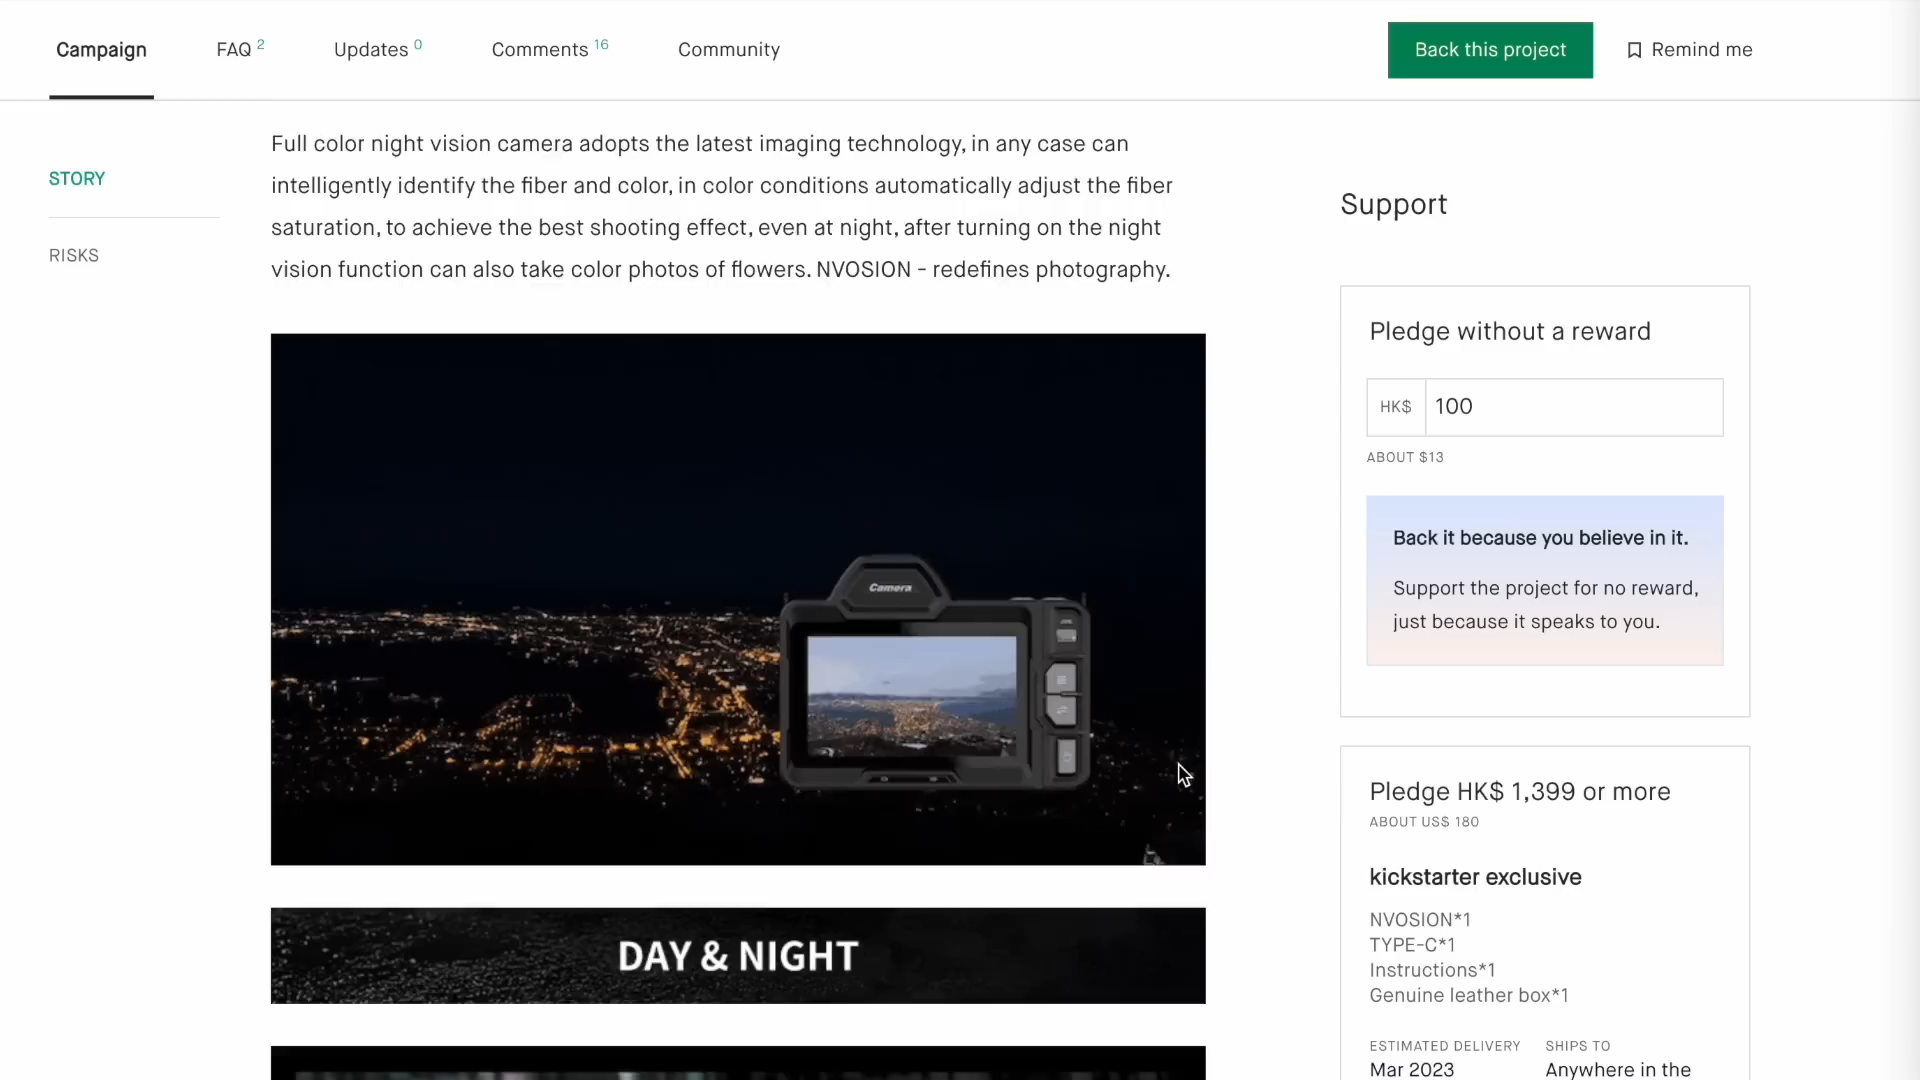 Campaign
FAQ 2
Updates 0
Comments 16
Community
Back this project
Remind me
STORY
RISKS
Full color night vision camera adopts the latest imaging technology, in any case can
intelligently identify the fiber and color, in color conditions automatically adjust the fiber
saturation, to achieve the best shooting effect, even at night, after turning on the night
vision function can also take color photos of flowers. NVOSION - redefines photography.
Camera
DAY & NIGHT
Support
Pledge without a reward
HK$ 100
ABOUT $13
Back it because you believe in it.
Support the project for no reward,
just because it speaks to you.
Pledge HK$ 1,399 or more
ABOUT US$ 180
kickstarter exclusive
NVOSION*1
TYPE-C*1
Instructions*1
Genuine leather box*1
ESTIMATED DELIVERY
Mar 2023
SHIPS TO
Anywhere in the